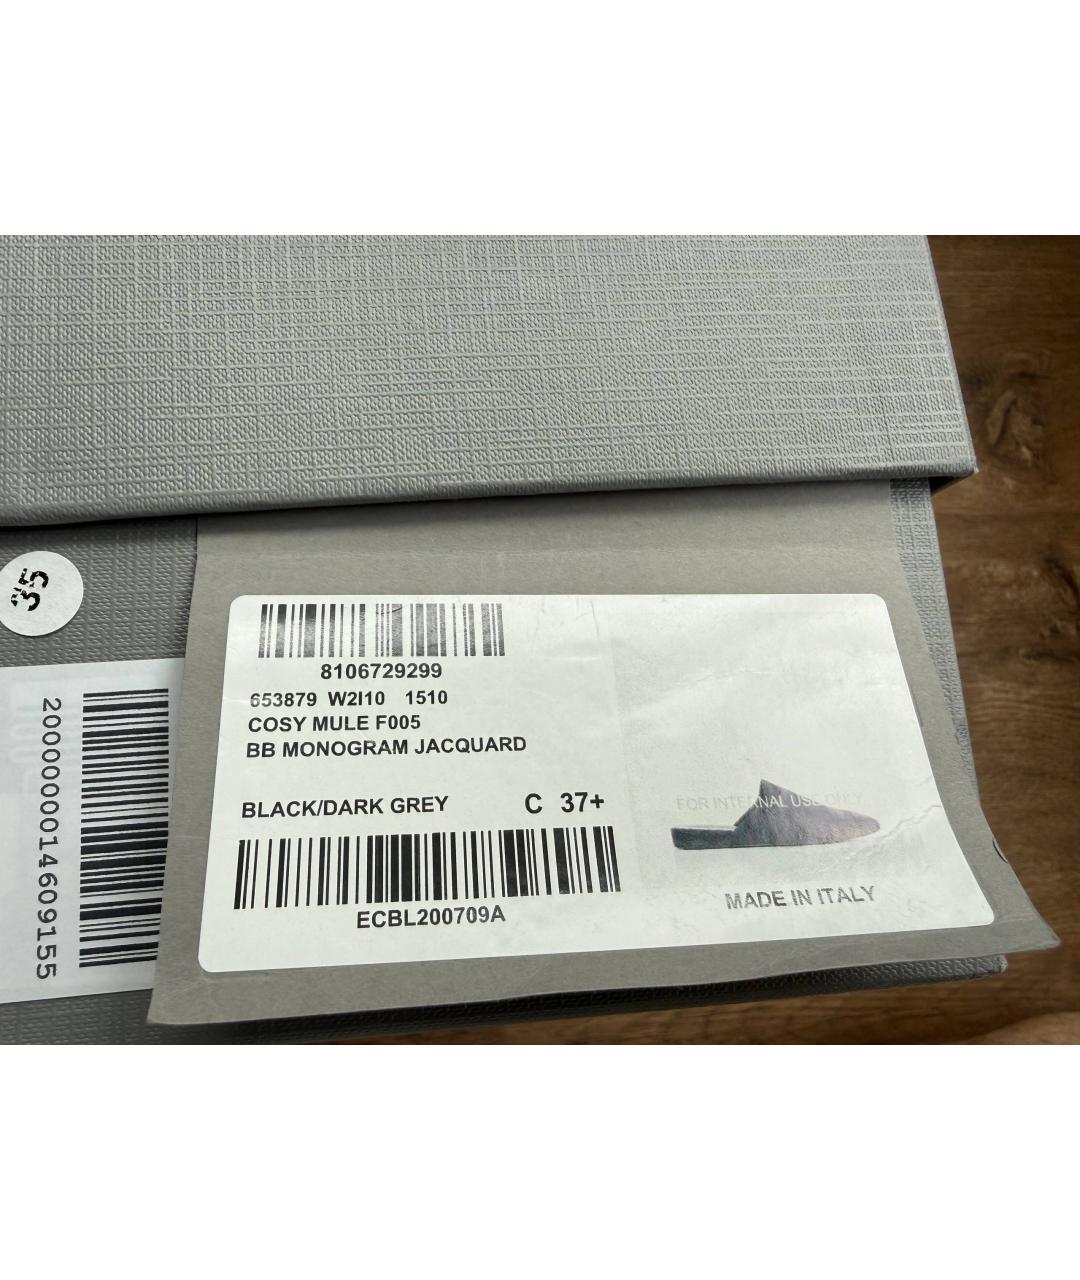 35
200000014609155
8106729299
653879 W2I10 1510
COSY MULE F005
BB MONOGRAM JACQUARD
BLACK/DARK GREY C 37+
FOR INTERNAL USE ONLY
ECBL200709A
MADE IN ITALY